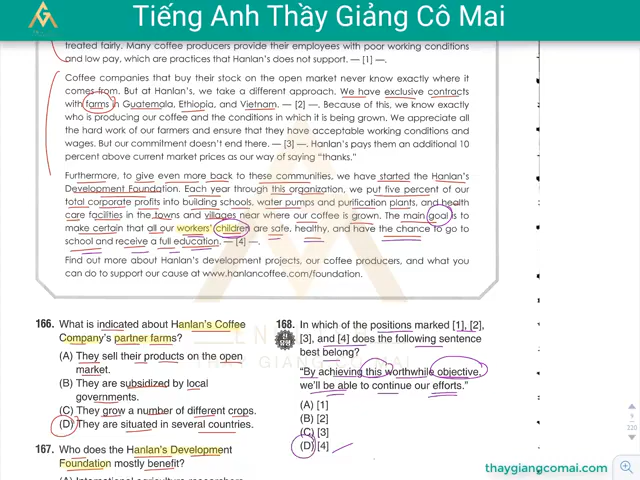 Tiếng Anh Thầy Giảng Cô Mai
treated fairly. Many coffee producers provide their employees with poor working conditions
and low pay, which are practices that Hanlan's does not support. — [1] —.
Coffee companies that buy their stock on the open market never know exactly where it
comes from. But at Hanlan's, we take a different approach. We have exclusive contracts
with farms in Guatemala, Ethiopia, and Vietnam. — [2] —. Because of this, we know exactly
who is producing our coffee and the conditions in which it is being grown. We appreciate all
the hard work of our farmers and ensure that they have acceptable working conditions and
wages. But our commitment doesn't end there. — [3] —. Hanlan's pays them an additional 10
percent above current market prices as our way of saying "thanks."
Furthermore, to give even more back to these communities, we have started the Hanlan's
Development Foundation. Each year through this organization, we put five percent of our
total corporate profits into building schools, water pumps and purification plants, and health
care facilities in the towns and villages near where our coffee is grown. The main goal is to
make certain that all our workers' children are safe, healthy, and have the chance to go to
school and receive a full education. — [4] —.
Find out more about Hanlan's development projects, our coffee producers, and what you
can do to support our cause at www.hanlancoffee.com/foundation.
166. What is indicated about Hanlan's Coffee
Company's partner farms?
(A) They sell their products on the open
market.
(B) They are subsidized by local
governments.
(C) They grow a number of different crops.
(D) They are situated in several countries.
167. Who does the Hanlan's Development
Foundation mostly benefit?
(A) International agriculture researchers
168. In which of the positions marked [1], [2],
[3], and [4] does the following sentence
best belong?
"By achieving this worthwhile objective,
we'll be able to continue our efforts."
(A) [1]
(B) [2]
(C) [3]
(D) [4]
THẦY GIẢNG CÔ MAI
9
220
thaygiangcomai.com